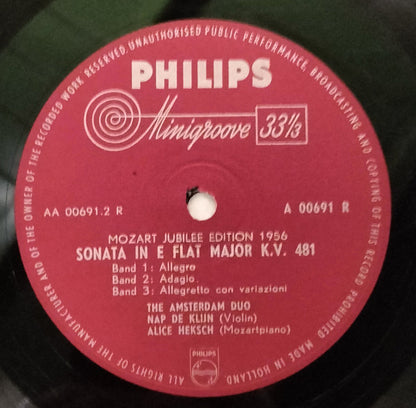 ALL RIGHTS OF THE MANUFACTURER AND OF THE OWNER OF THE RECORDED WORK RESERVED. UNAUTHORISED PUBLIC PERFORMANCE, BROADCASTING AND COPYING OF THIS RECORD PROHIBITED
MADE IN HOLLAND
PHILIPS
Minigroove 33⅓
AA 00691.2 R
A 00691 R
MOZART JUBILEE EDITION 1956
SONATA IN E FLAT MAJOR K.V. 481
Band 1: Allegro
Band 2: Adagio
Band 3: Allegretto con variazioni
THE AMSTERDAM DUO
NAP DE KLIJN (Violin)
ALICE HEKSCH (Mozartpiano)
PHILIPS